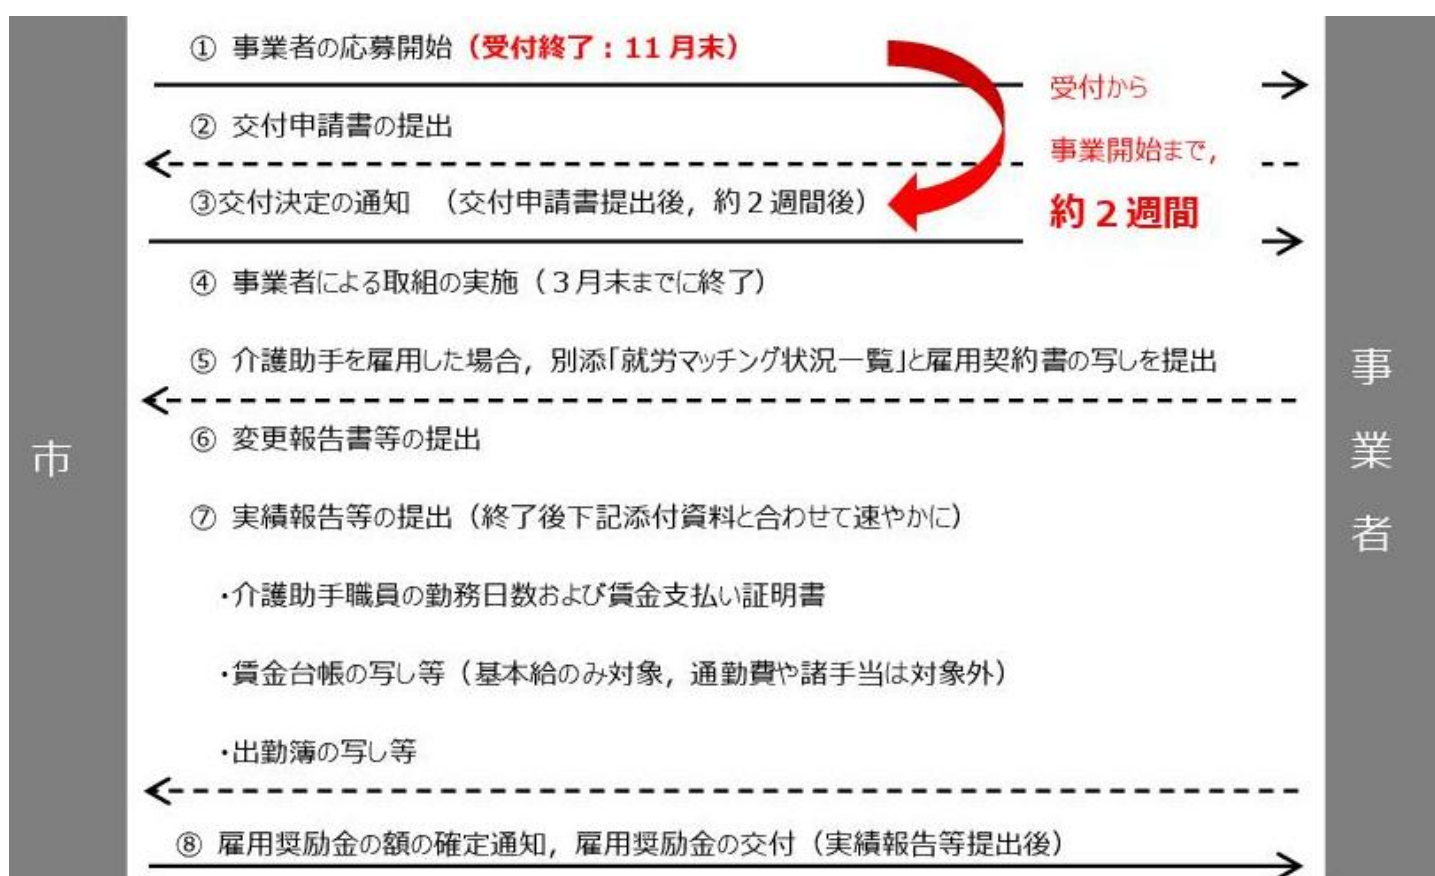 ① 事業者の応募開始（受付終了：11月末）
受付から
② 交付申請書の提出
事業開始まで，
③交付決定の通知　（交付申請書提出後，約２週間後）
約２週間
④ 事業者による取組の実施（３月末までに終了）
⑤ 介護助手を雇用した場合，別添「就労マッチング状況一覧」と雇用契約書の写しを提出
⑥ 変更報告書等の提出
⑦ 実績報告等の提出（終了後下記添付資料と合わせて速やかに）
・介護助手職員の勤務日数および賃金支払い証明書
・賃金台帳の写し等（基本給のみ対象，通勤費や諸手当は対象外）
・出勤簿の写し等
⑧ 雇用奨励金の額の確定通知，雇用奨励金の交付（実績報告等提出後）
市
事業者